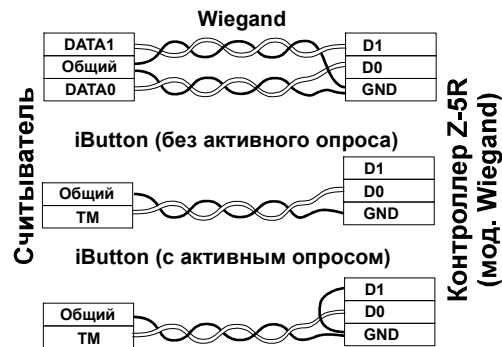 Wiegand
DATA1
Общий
DATA0
D1
D0
GND
iButton (без активного опроса)
Общий
TM
D1
D0
GND
iButton (с активным опросом)
Общий
TM
D1
D0
GND
Считыватель
Контроллер Z-5R
(мод. Wiegand)